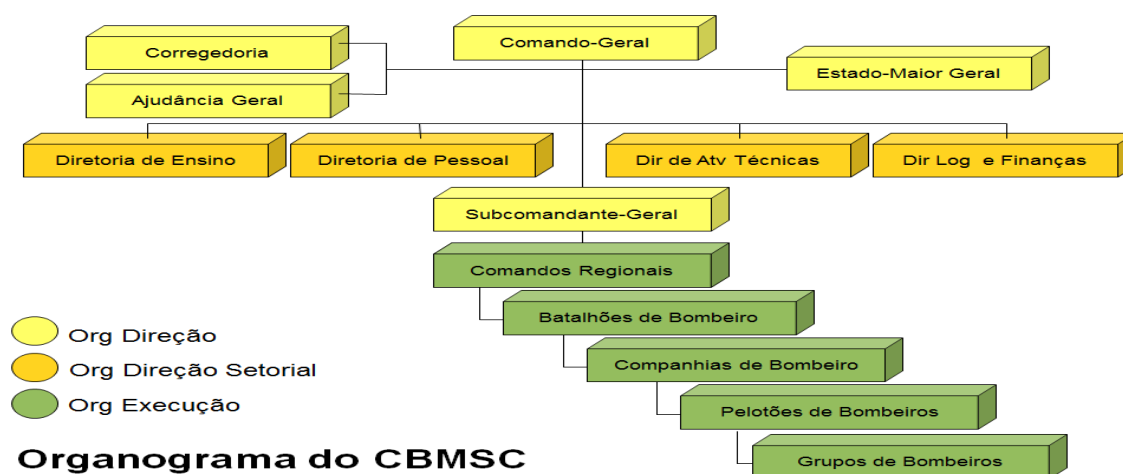 Comando-Geral
Corregedoria
Estado-Maior Geral
Ajudância Geral
Diretoria de Ensino
Diretoria de Pessoal
Dir de Atv Técnicas
Dir Log e Finanças
Subcomandante-Geral
Comandos Regionais
Batalhões de Bombeiro
Companhias de Bombeiro
Pelotões de Bombeiros
Grupos de Bombeiros
Org Direção
Org Direção Setorial
Org Execução
Organograma do CBMSC